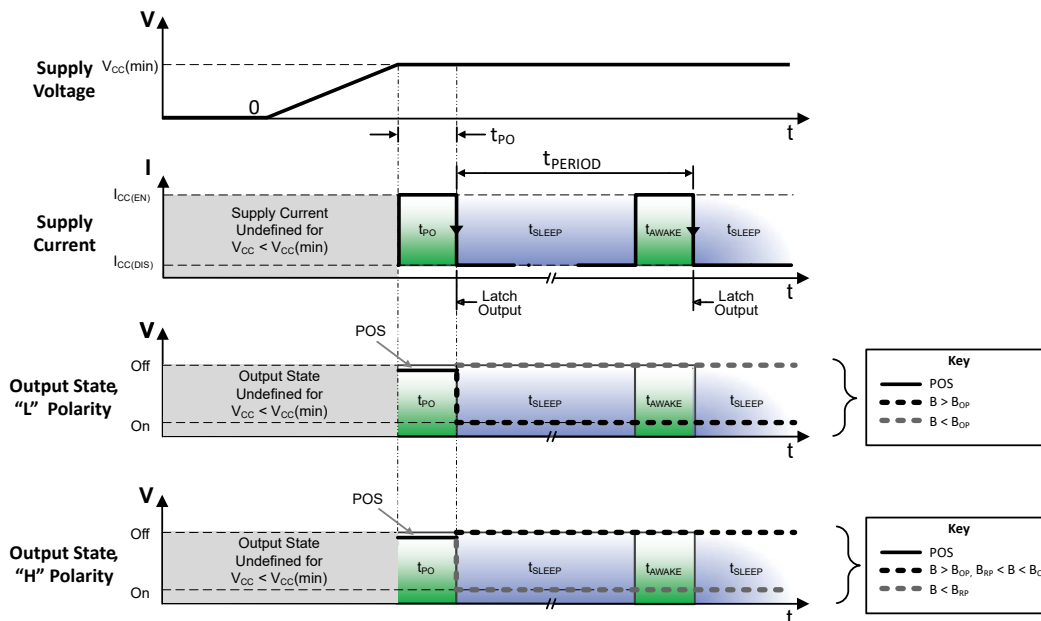 V
Supply
Voltage
VCC(min)
0
t
tPO
tPERIOD
I
Supply
Current
ICC(EN)
ICC(DIS)
Supply Current
Undefined for
VCC < VCC(min)
tPO
tSLEEP
tAWAKE
tSLEEP
//
t
Latch
Output
Latch
Output
V
POS
Output State,
“L” Polarity
Off
On
Output State
Undefined for
VCC < VCC(min)
tPO
tSLEEP
tAWAKE
tSLEEP
//
t
Key
POS
B > BOP
B < BOP
V
POS
Output State,
“H” Polarity
Off
On
Output State
Undefined for
VCC < VCC(min)
tPO
tSLEEP
tAWAKE
tSLEEP
//
t
Key
POS
B > BOP, BRP < B < BO
B < BRP